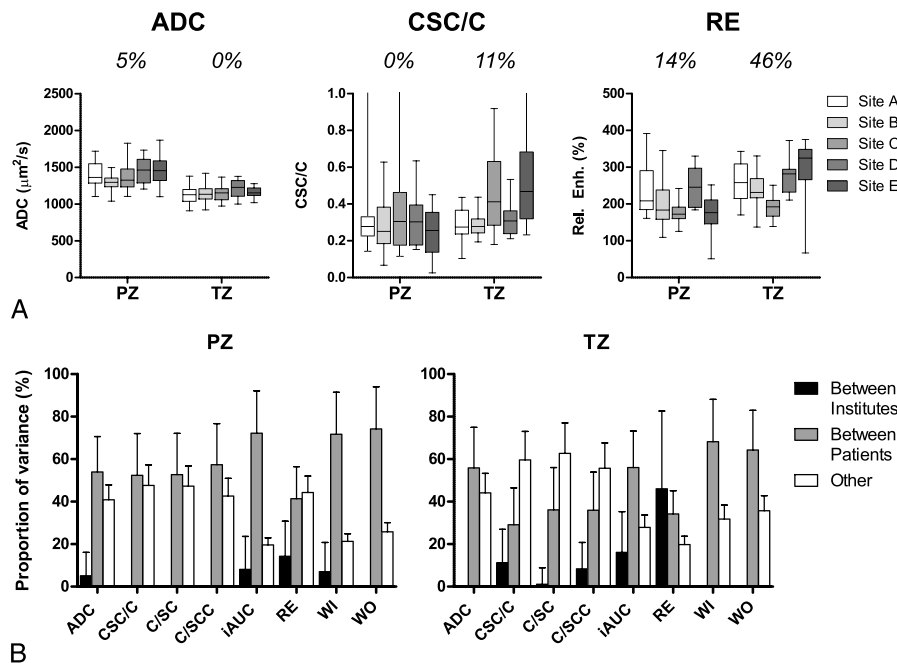 ADC
CSC/C
RE
5% 0%
0% 11%
14% 46%
ADC (μm²/s)
2500
2000
1500
1000
500
0
PZ TZ
CSC/C
1.0
0.8
0.6
0.4
0.2
0.0
PZ TZ
Rel. Enh. (%)
500
400
300
200
100
0
PZ TZ
Site A
Site B
Site C
Site D
Site E
A
PZ
TZ
Proportion of variance (%)
100
80
60
40
20
0
ADC CSC/C C/SC C/SCC iAUC RE WI WO
100
80
60
40
20
0
ADC CSC/C C/SC C/SCC iAUC RE WI WO
Between
Institutes
Between
Patients
Other
B